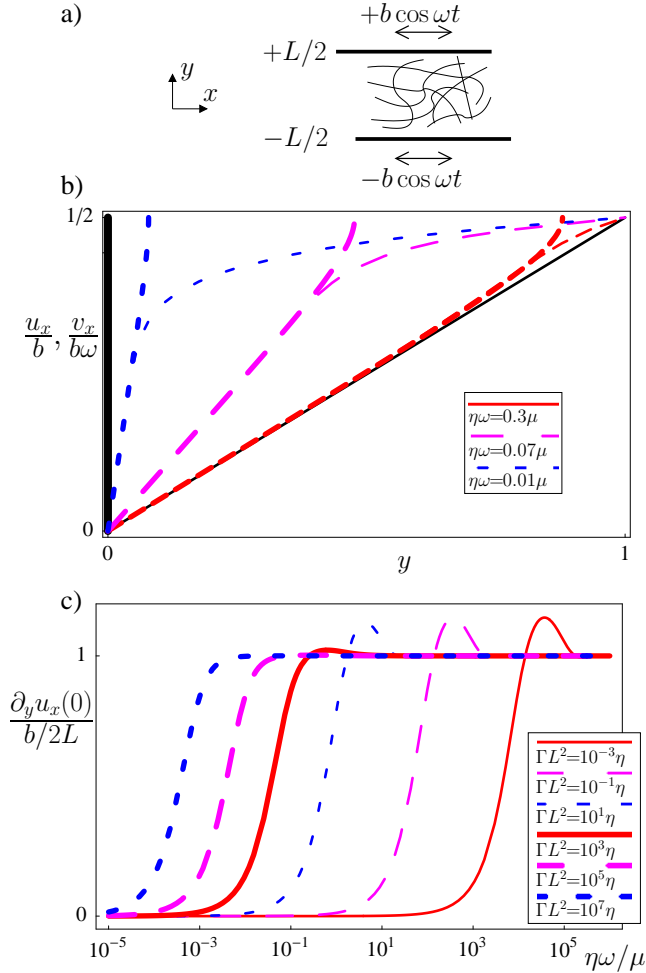 a)
+b cos ωt
+L/2
y
x
−L/2
−b cos ωt
b)
1/2
u_x/b, v_x/bω
ηω=0.3μ
ηω=0.07μ
ηω=0.01μ
0
0
y
1
c)
1
∂_y u_x(0)
b/2L
ΓL²=10⁻³η
ΓL²=10⁻¹η
ΓL²=10¹η
ΓL²=10³η
ΓL²=10⁵η
ΓL²=10⁷η
0
10⁻⁵ 10⁻³ 10⁻¹ 10¹ 10³ 10⁵
ηω/μ